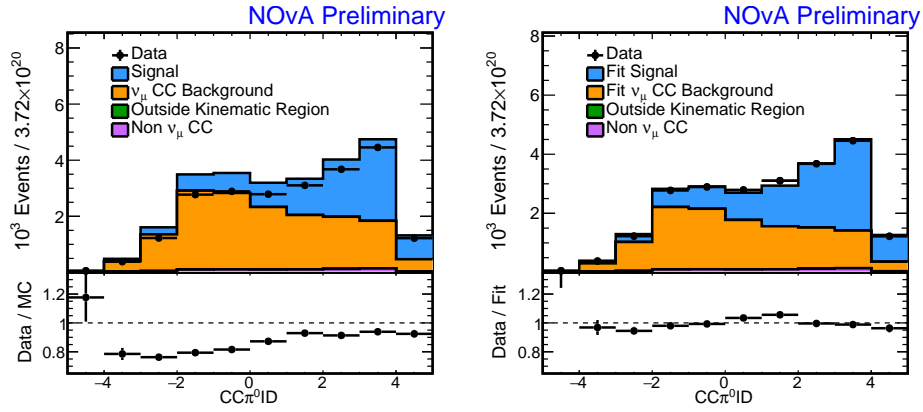 NOvA Preliminary
10³ Events / 3.72×10²⁰
8
6
4
2
Data
Signal
νμ CC Background
Outside Kinematic Region
Non νμ CC
Data / MC
1.2
1
0.8
−4 −2 0 2 4
CCπ⁰ID
NOvA Preliminary
10³ Events / 3.72×10²⁰
8
6
4
2
Data
Fit Signal
Fit νμ CC Background
Outside Kinematic Region
Non νμ CC
Data / Fit
1.2
1
0.8
−4 −2 0 2 4
CCπ⁰ID